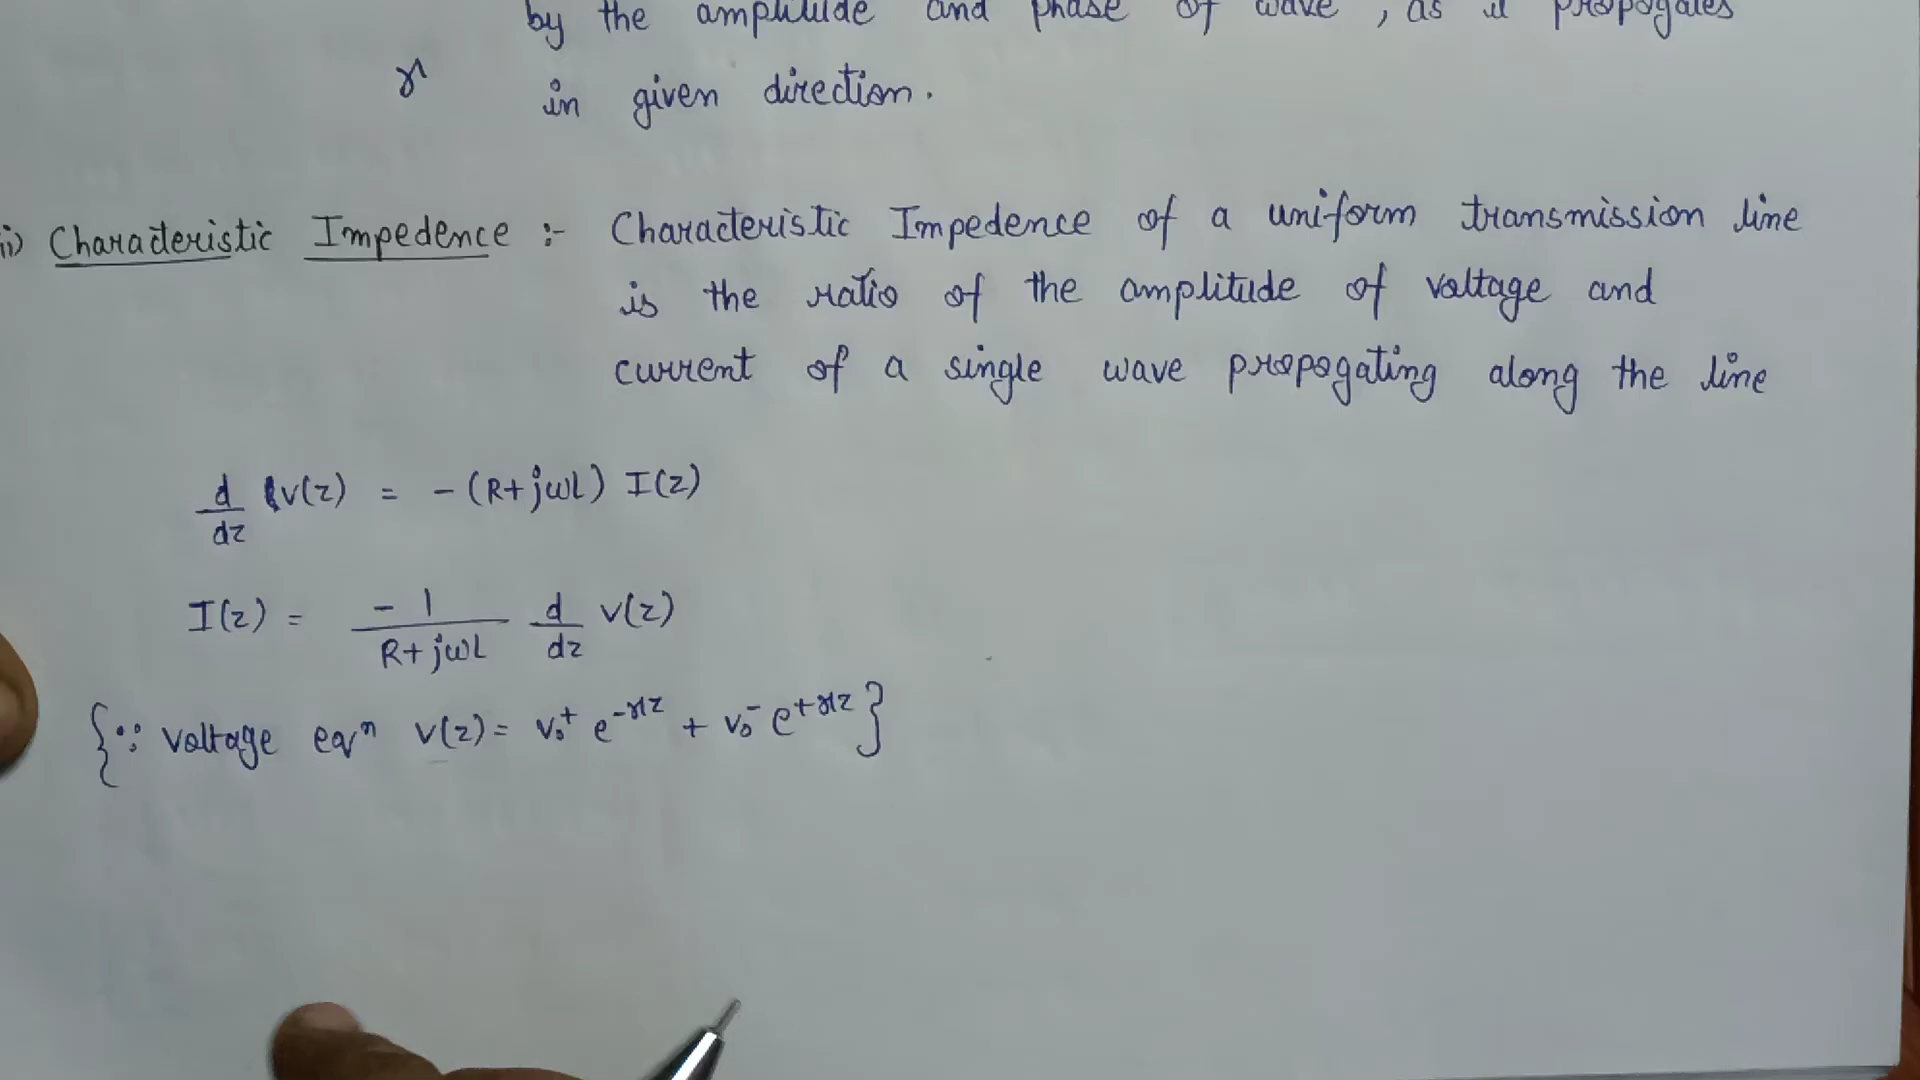 by the amplitude and phase of wave, as it propogates
γ in given direction.
ii) Characteristic Impedence :- Characteristic Impedence of a uniform transmission line
is the ratio of the amplitude of voltage and
current of a single wave propogating along the line
d/dz V(z) = - (R+jωL) I(z)
I(z) = -1/R+jωL d/dz V(z)
{∵ voltage eqⁿ V(z) = V₀⁺ e^-γz + V₀⁻ e^+γz}